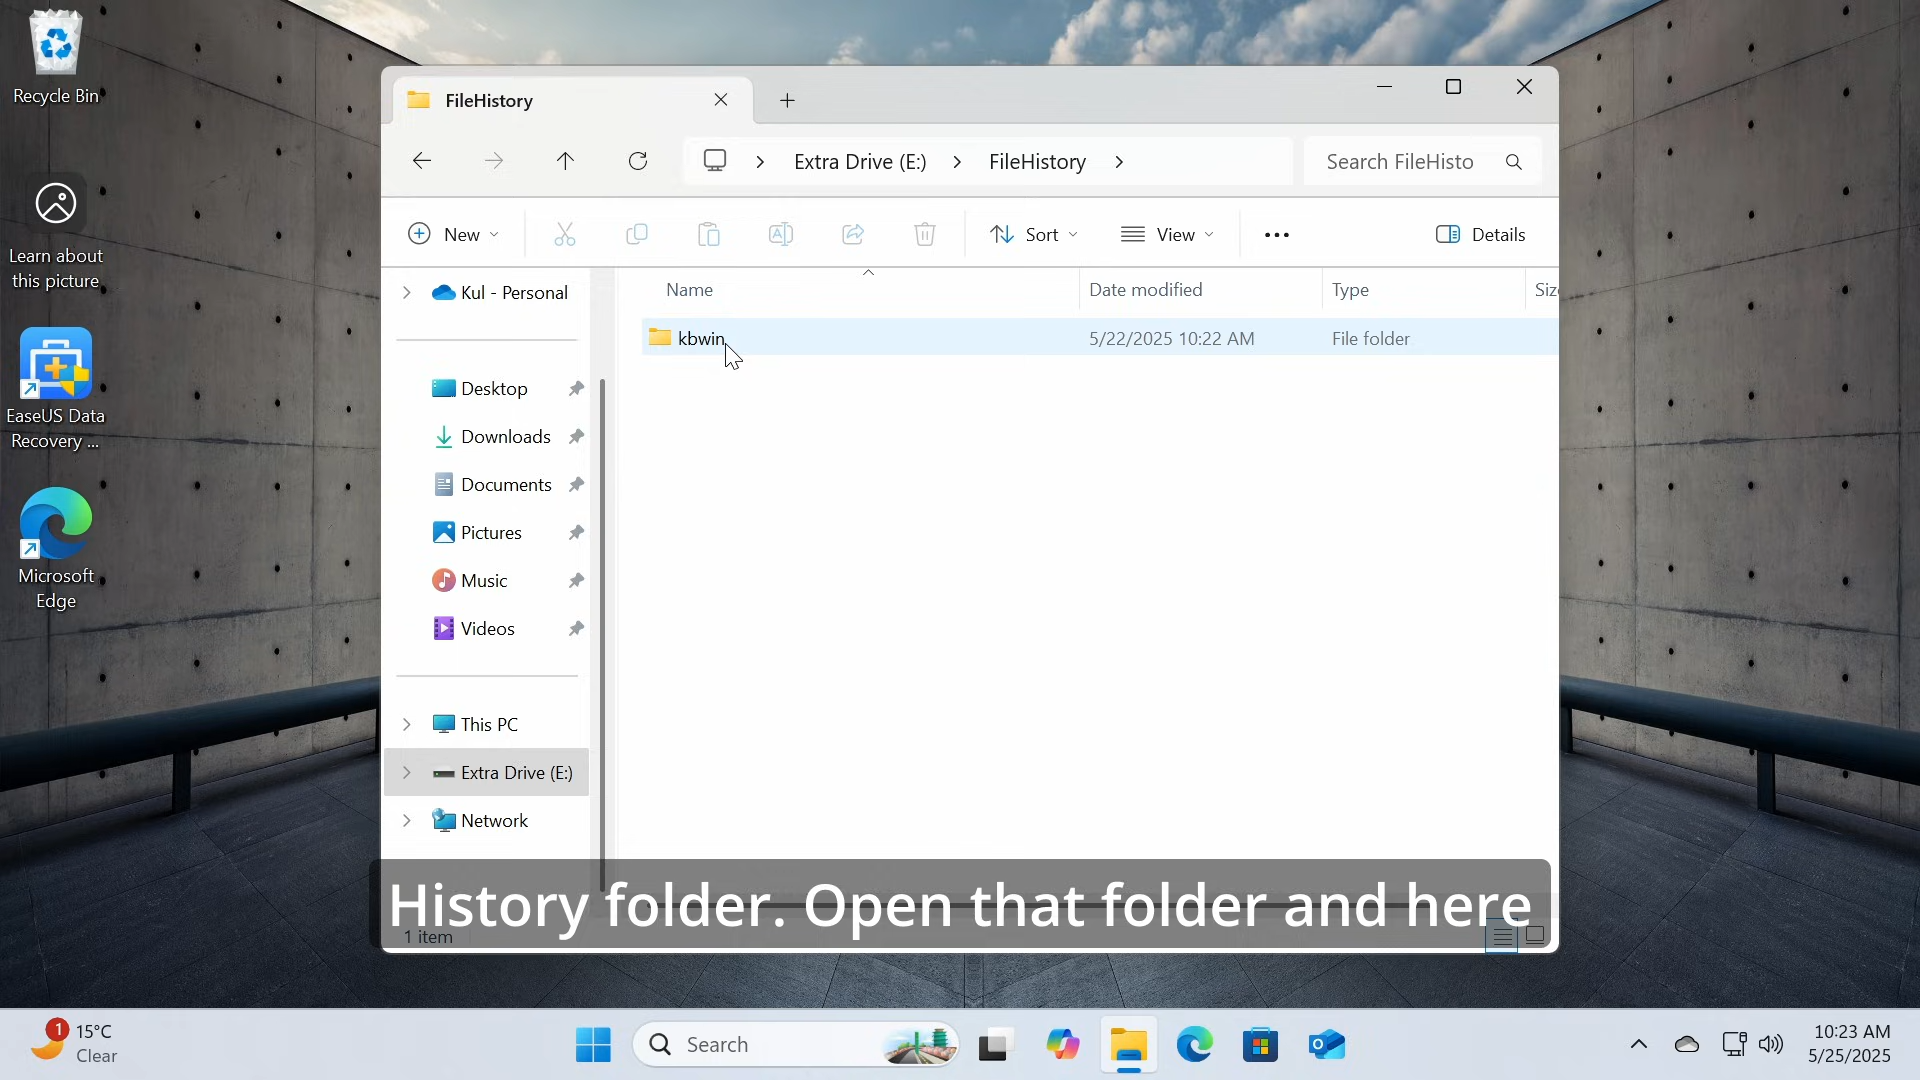 Recycle Bin
Learn about
this picture
EaseUS Data
Recovery ...
Microsoft
Edge
FileHistory
Extra Drive (E:)
FileHistory
Search FileHisto
New
Sort
View
Details
Kul - Personal
Desktop
Downloads
Documents
Pictures
Music
Videos
This PC
Extra Drive (E:)
Network
Name
Date modified
Type
Siz
kbwin
5/22/2025 10:22 AM
File folder
History folder. Open that folder and here
1 item
1
15°C
Clear
Search
10:23 AM
5/25/2025